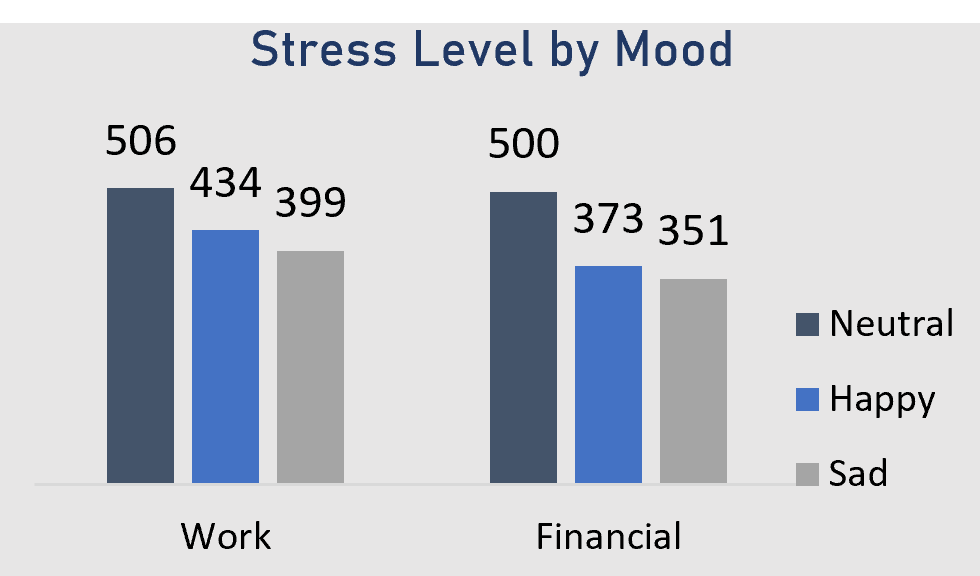 Stress Level by Mood
506
434
399
500
373
351
Neutral
Happy
Sad
Work
Financial